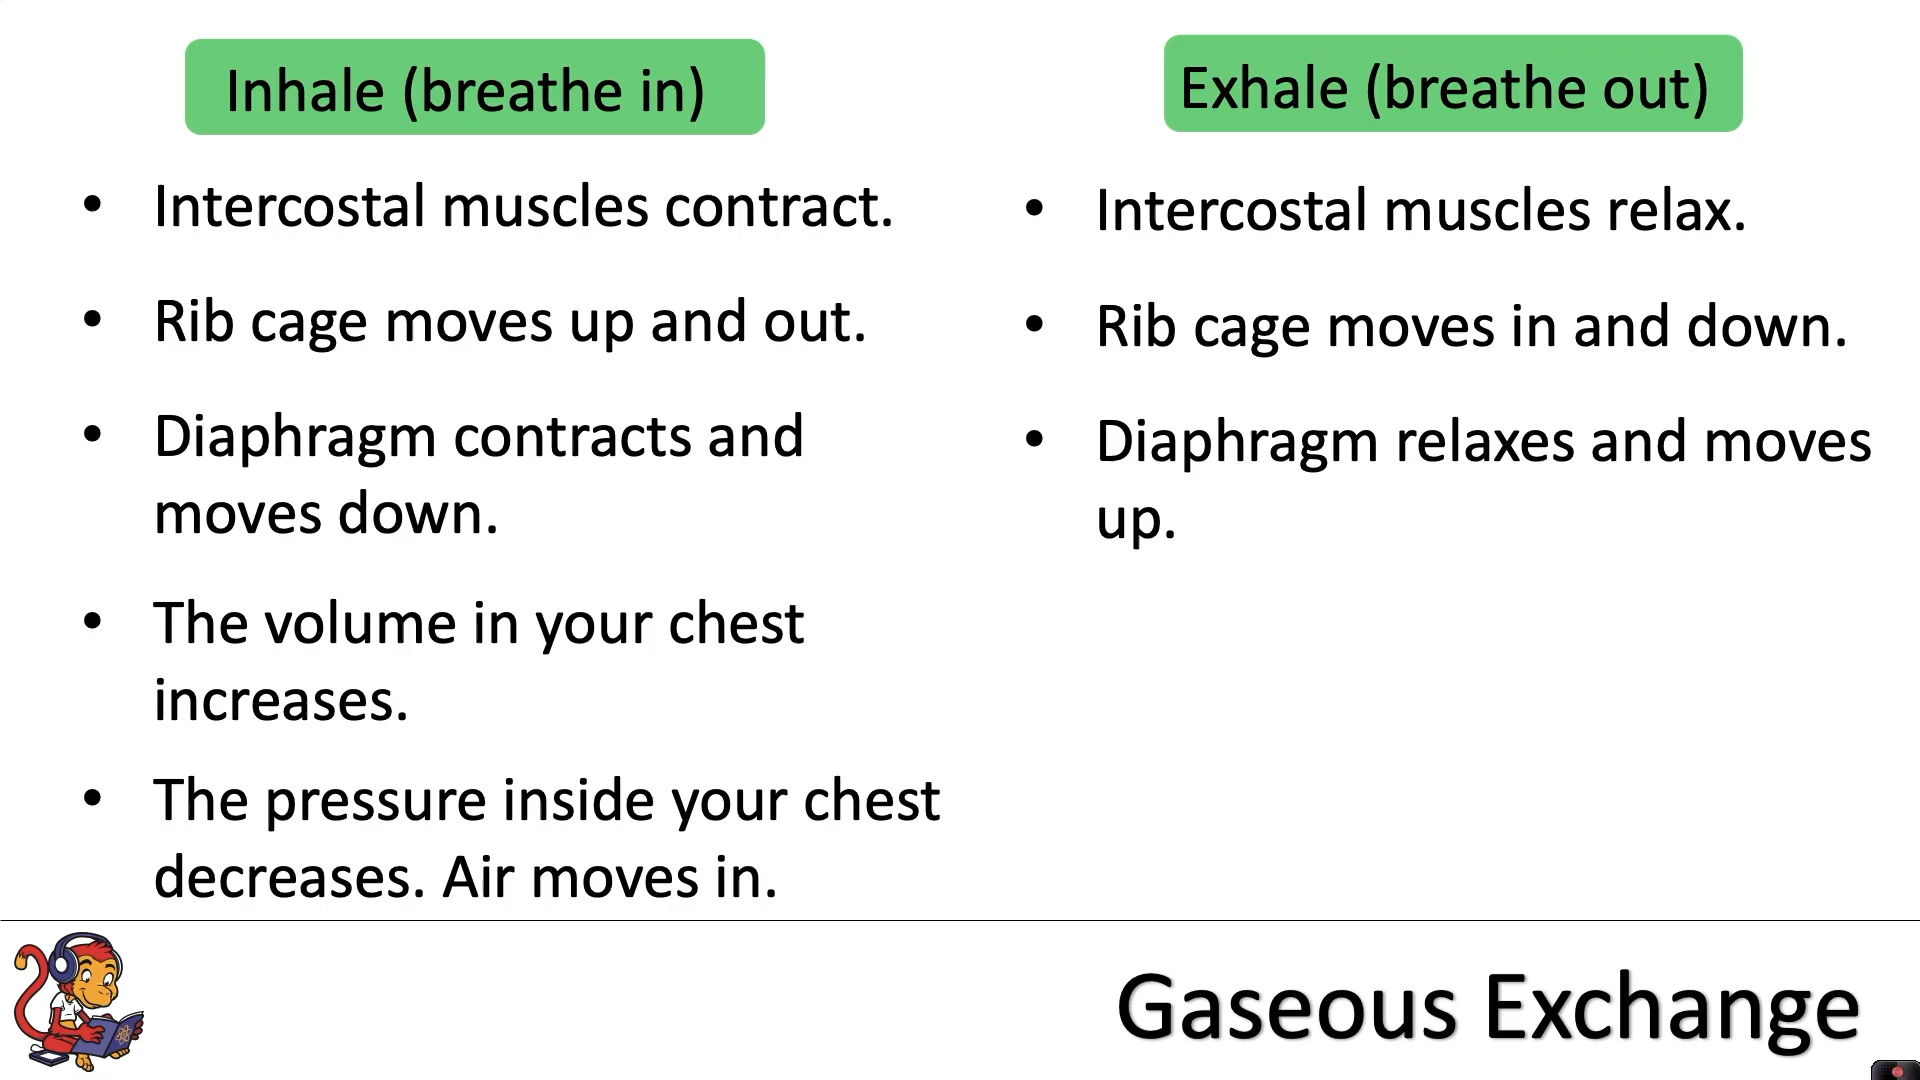 Inhale (breathe in)
• Intercostal muscles contract.
• Rib cage moves up and out.
• Diaphragm contracts and
moves down.
• The volume in your chest
increases.
• The pressure inside your chest
decreases. Air moves in.
Exhale (breathe out)
• Intercostal muscles relax.
• Rib cage moves in and down.
• Diaphragm relaxes and moves
up.
Gaseous Exchange